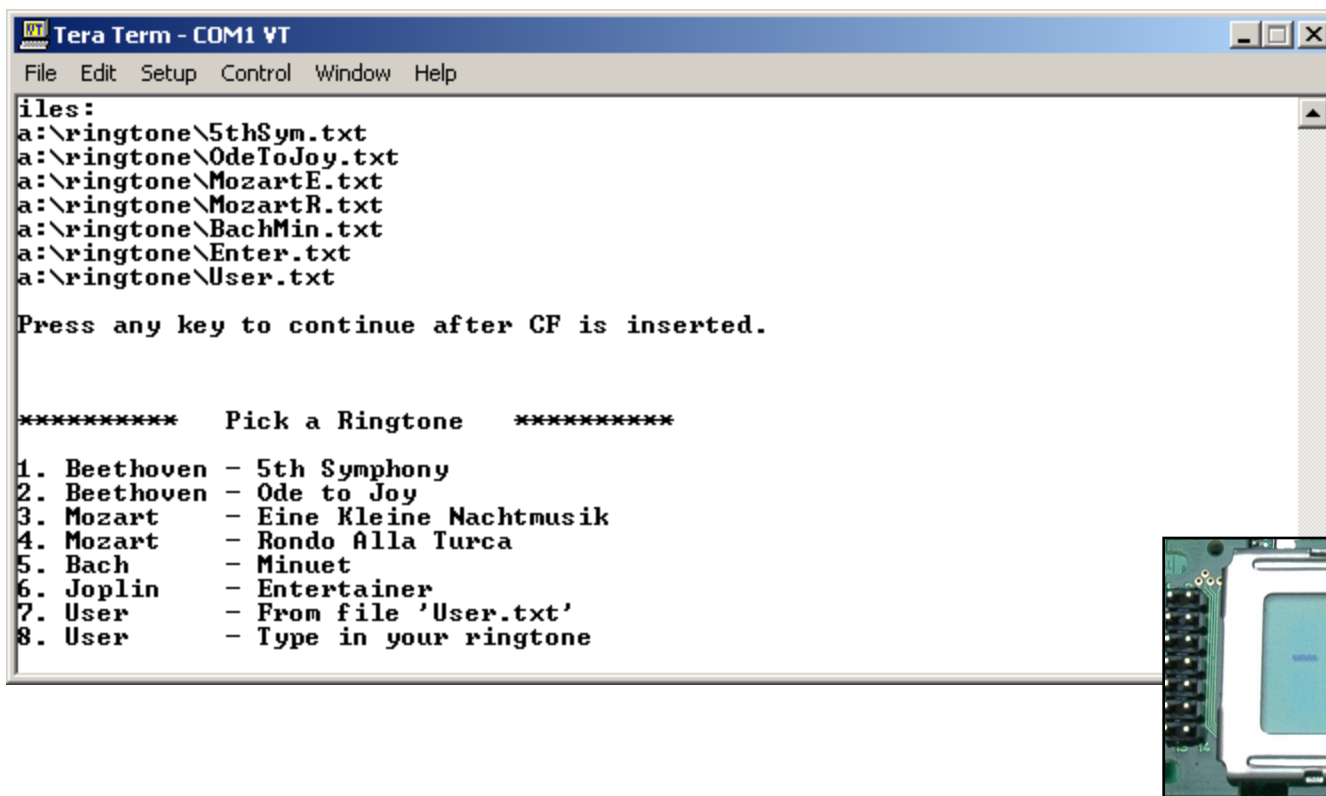 Tera Term - COM1 VT
File Edit Setup Control Window Help
iles:
a:\ringtone\5thSym.txt
a:\ringtone\OdeToJoy.txt
a:\ringtone\MozartE.txt
a:\ringtone\MozartR.txt
a:\ringtone\BachMin.txt
a:\ringtone\Enter.txt
a:\ringtone\User.txt
Press any key to continue after CF is inserted.
********** Pick a Ringtone **********
1. Beethoven - 5th Symphony
2. Beethoven - Ode to Joy
3. Mozart - Eine Kleine Nachtmusik
4. Mozart - Rondo Alla Turca
5. Bach - Minuet
6. Joplin - Entertainer
7. User - From file 'User.txt'
8. User - Type in your ringtone